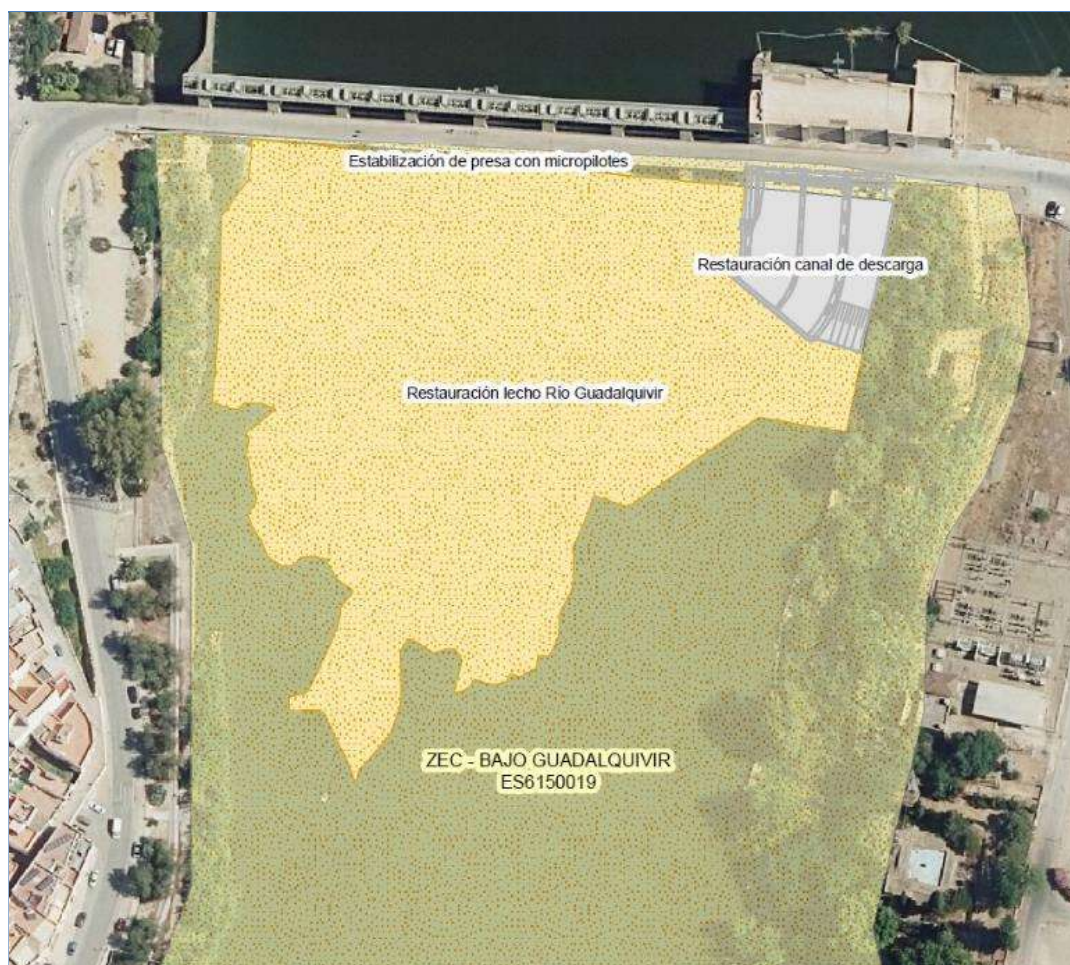 Estabilización de presa con micropilotes
Restauración canal de descarga
Restauración lecho Río Guadalquivir
ZEC - BAJO GUADALQUIVIR
ES6150019